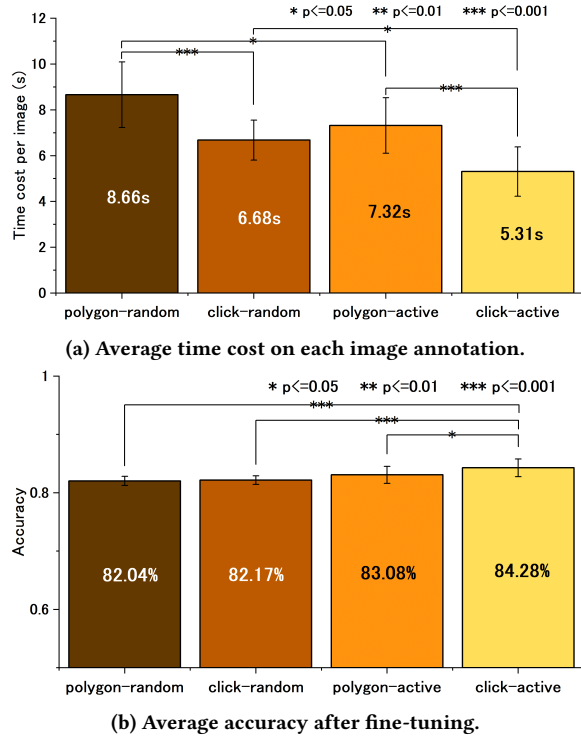 12
10
8
6
4
2
0
Time cost per image (s)
* p<=0.05 ** p<=0.01 *** p<=0.001
*
*
***
***
8.66s
6.68s
7.32s
5.31s
polygon-random click-random polygon-active click-active
(a) Average time cost on each image annotation.
1
0.8
0.6
Accuracy
* p<=0.05 ** p<=0.01 *** p<=0.001
***
***
*
82.04%
82.17%
83.08%
84.28%
polygon-random click-random polygon-active click-active
(b) Average accuracy after fine-tuning.